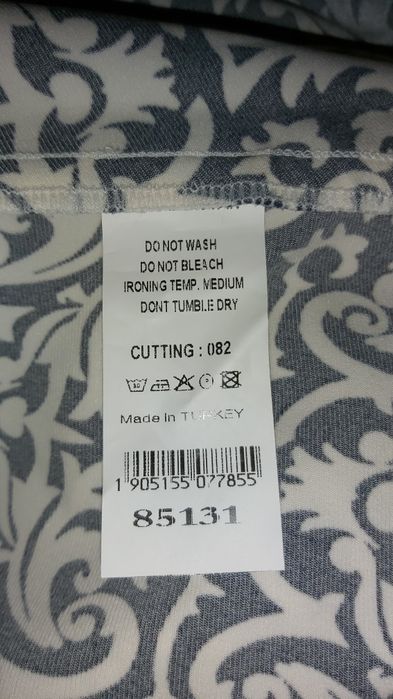 DO NOT WASH
DO NOT BLEACH
IRONING TEMP. MEDIUM
DONT TUMBLE DRY
CUTTING : 082
Made in TURKEY
1 905155 077855
85131